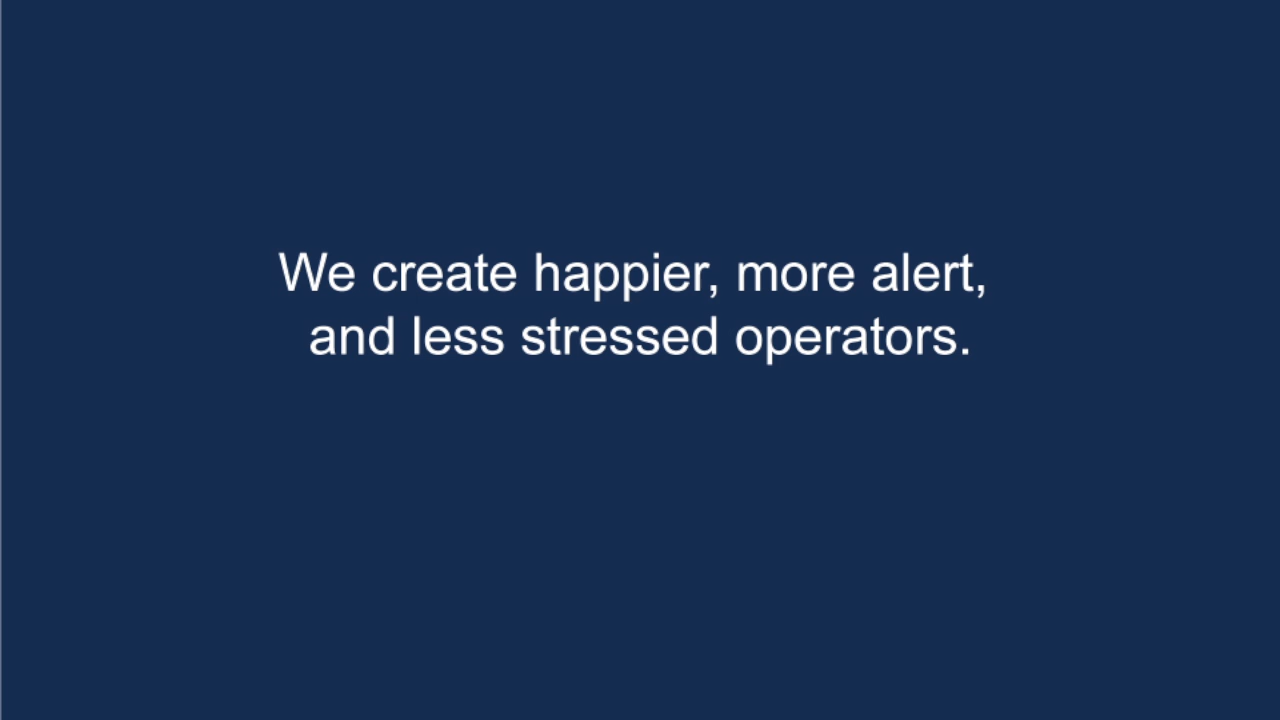 We create happier, more alert,
and less stressed operators.